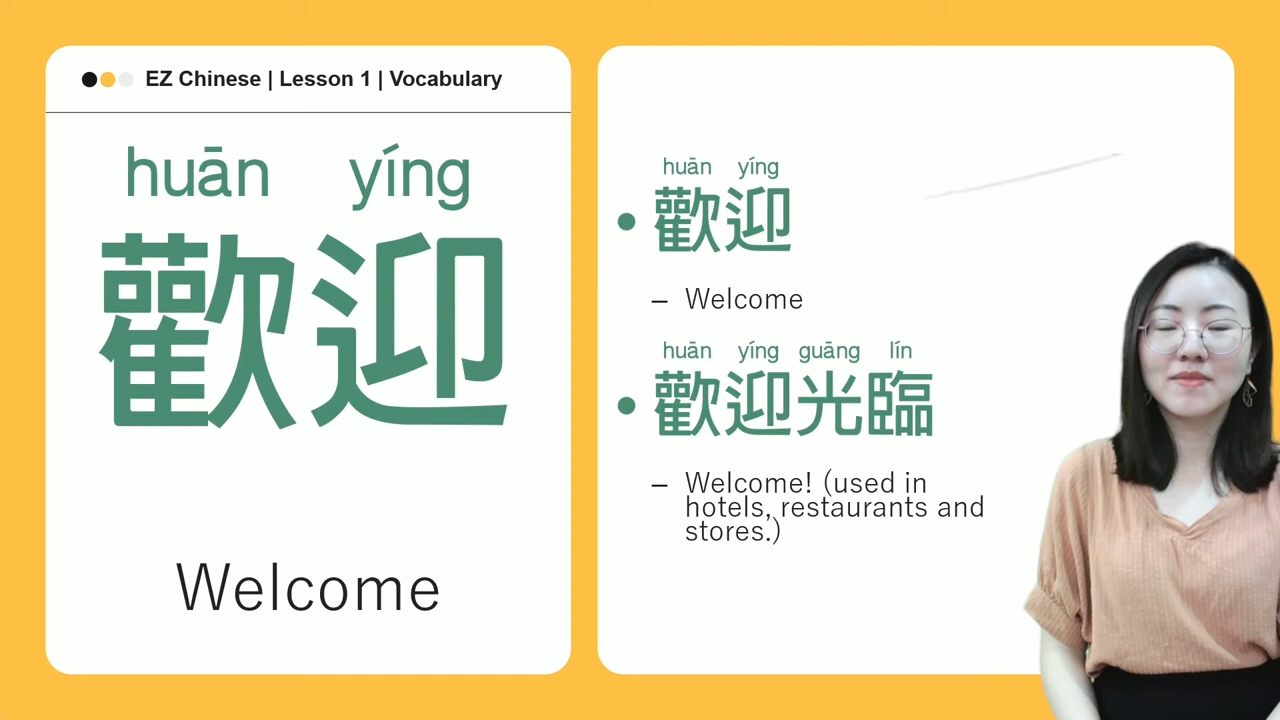 EZ Chinese | Lesson 1 | Vocabulary
huān yíng
歡迎
Welcome
huān yíng
• 歡迎
– Welcome
huān yíng guāng lín
• 歡迎光臨
– Welcome! (used in
hotels, restaurants and
stores.)